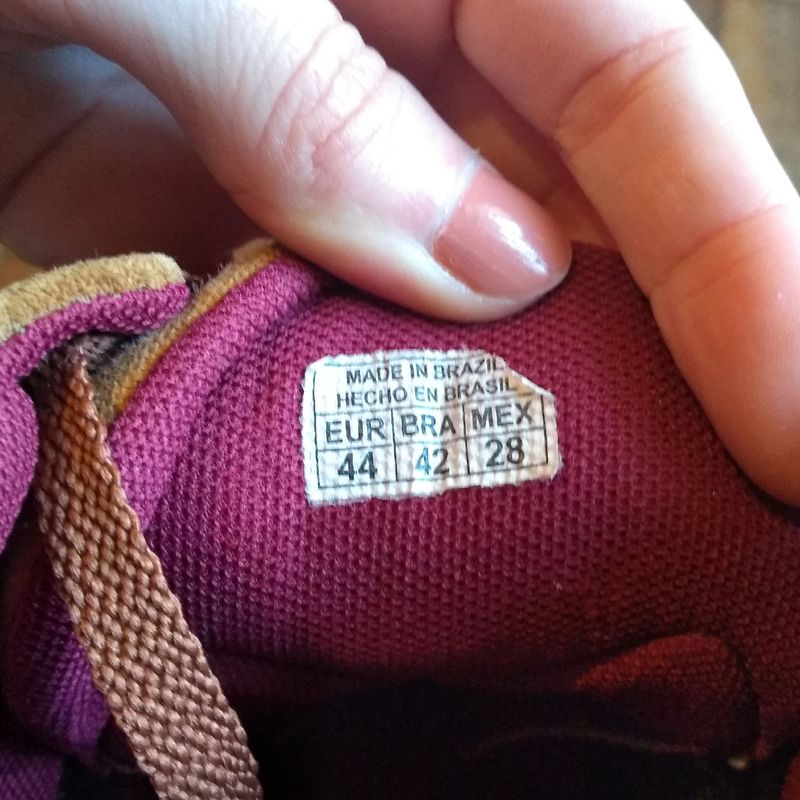 MADE IN BRAZIL
HECHO EN BRASIL
EUR BRA MEX
44 42 28